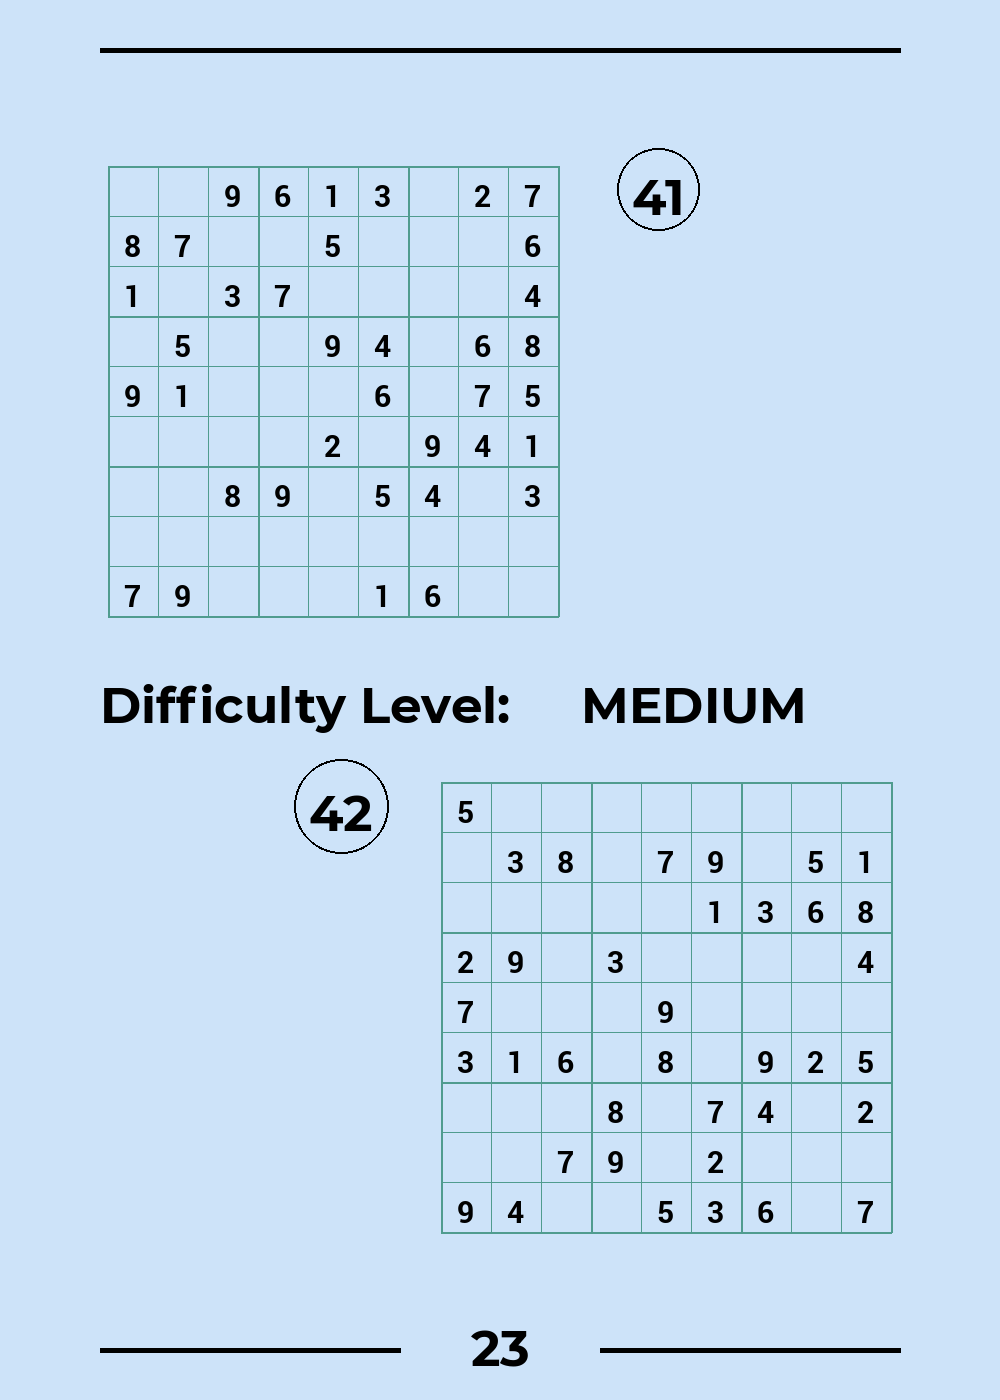 9 6 1 3 2 7
41
8 7 5 6
1 3 7 4
5 9 4 6 8
9 1 6 7 5
2 9 4 1
8 9 5 4 3
7 9 1 6
Difficulty Level: MEDIUM
42
5
3 8 7 9 5 1
1 3 6 8
2 9 3 4
7 9
3 1 6 8 9 2 5
8 7 4 2
7 9 2
9 4 5 3 6 7
23